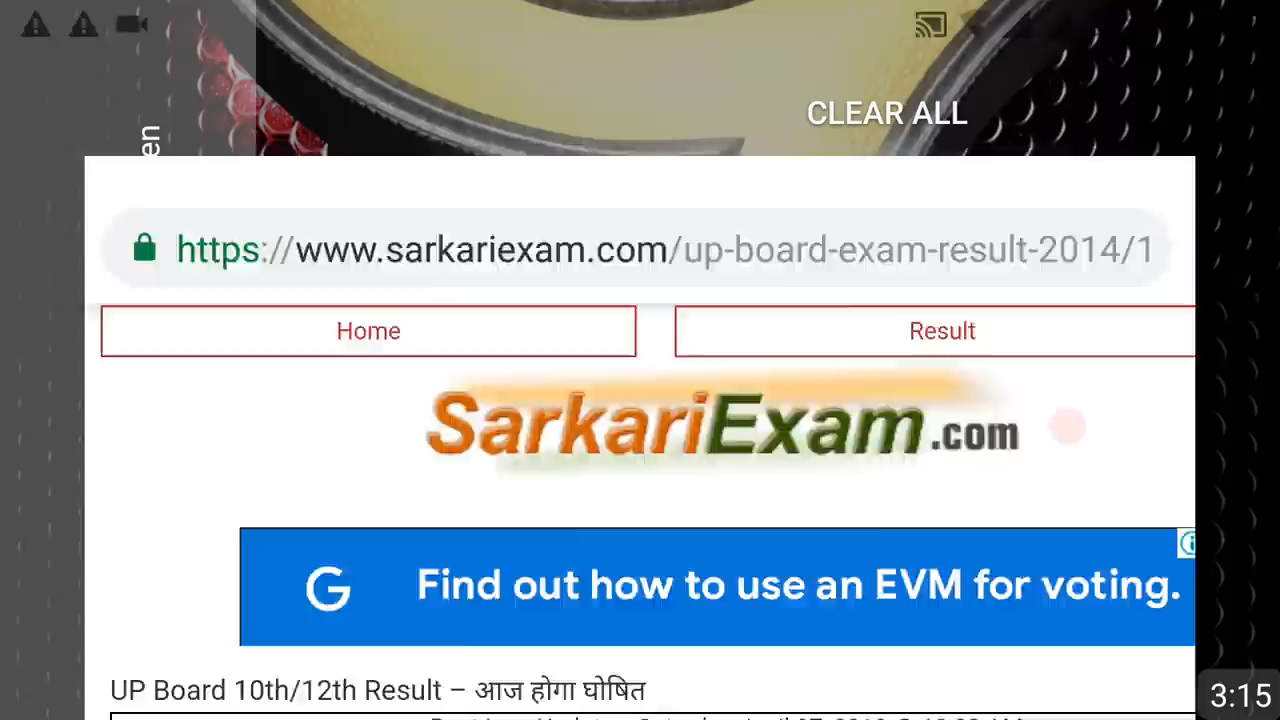 CLEAR ALL
en
https://www.sarkariexam.com/up-board-exam-result-2014/1
Home
Result
SarkariExam.com
G Find out how to use an EVM for voting.
UP Board 10th/12th Result – आज होगा घोषित
3:15